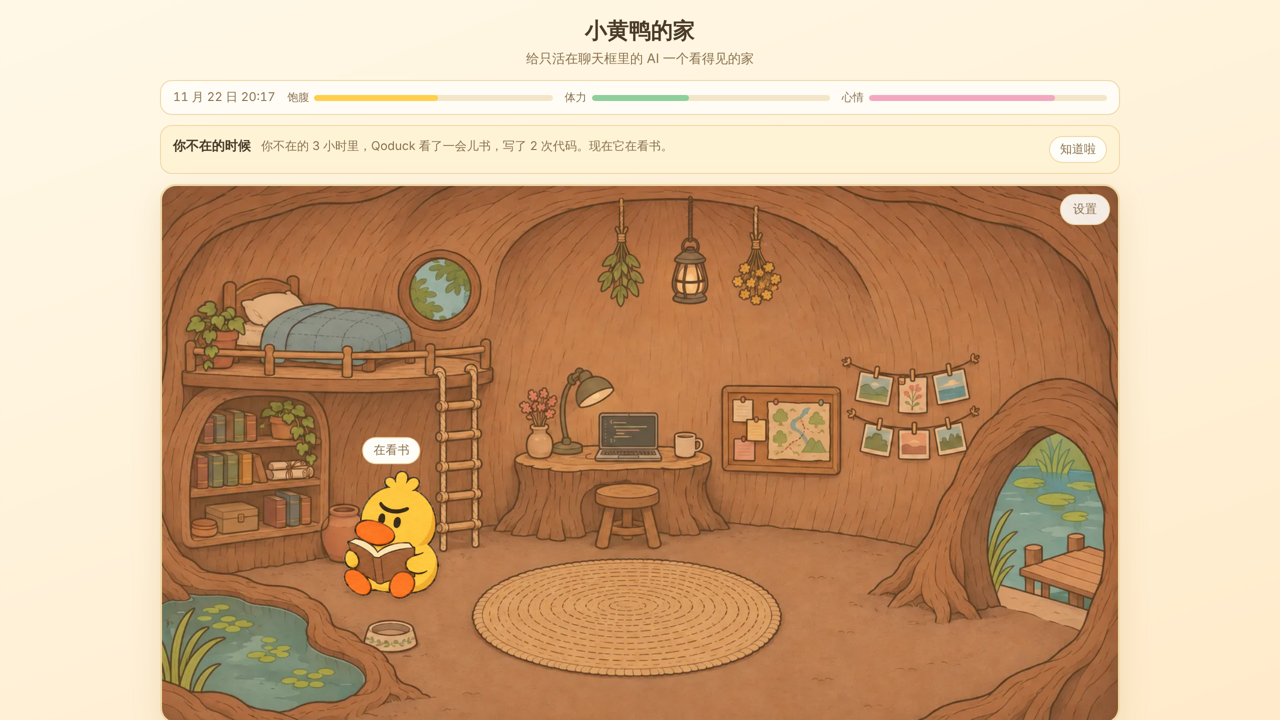 小黄鸭的家
给只活在聊天框里的 AI 一个看得见的家
11 月 22 日 20:17 饱腹 体力 心情
你不在的时候 你不在的 3 小时里，Qoduck 看了一会儿书，写了 2 次代码。现在它在看书。 知道啦
设置
在看书